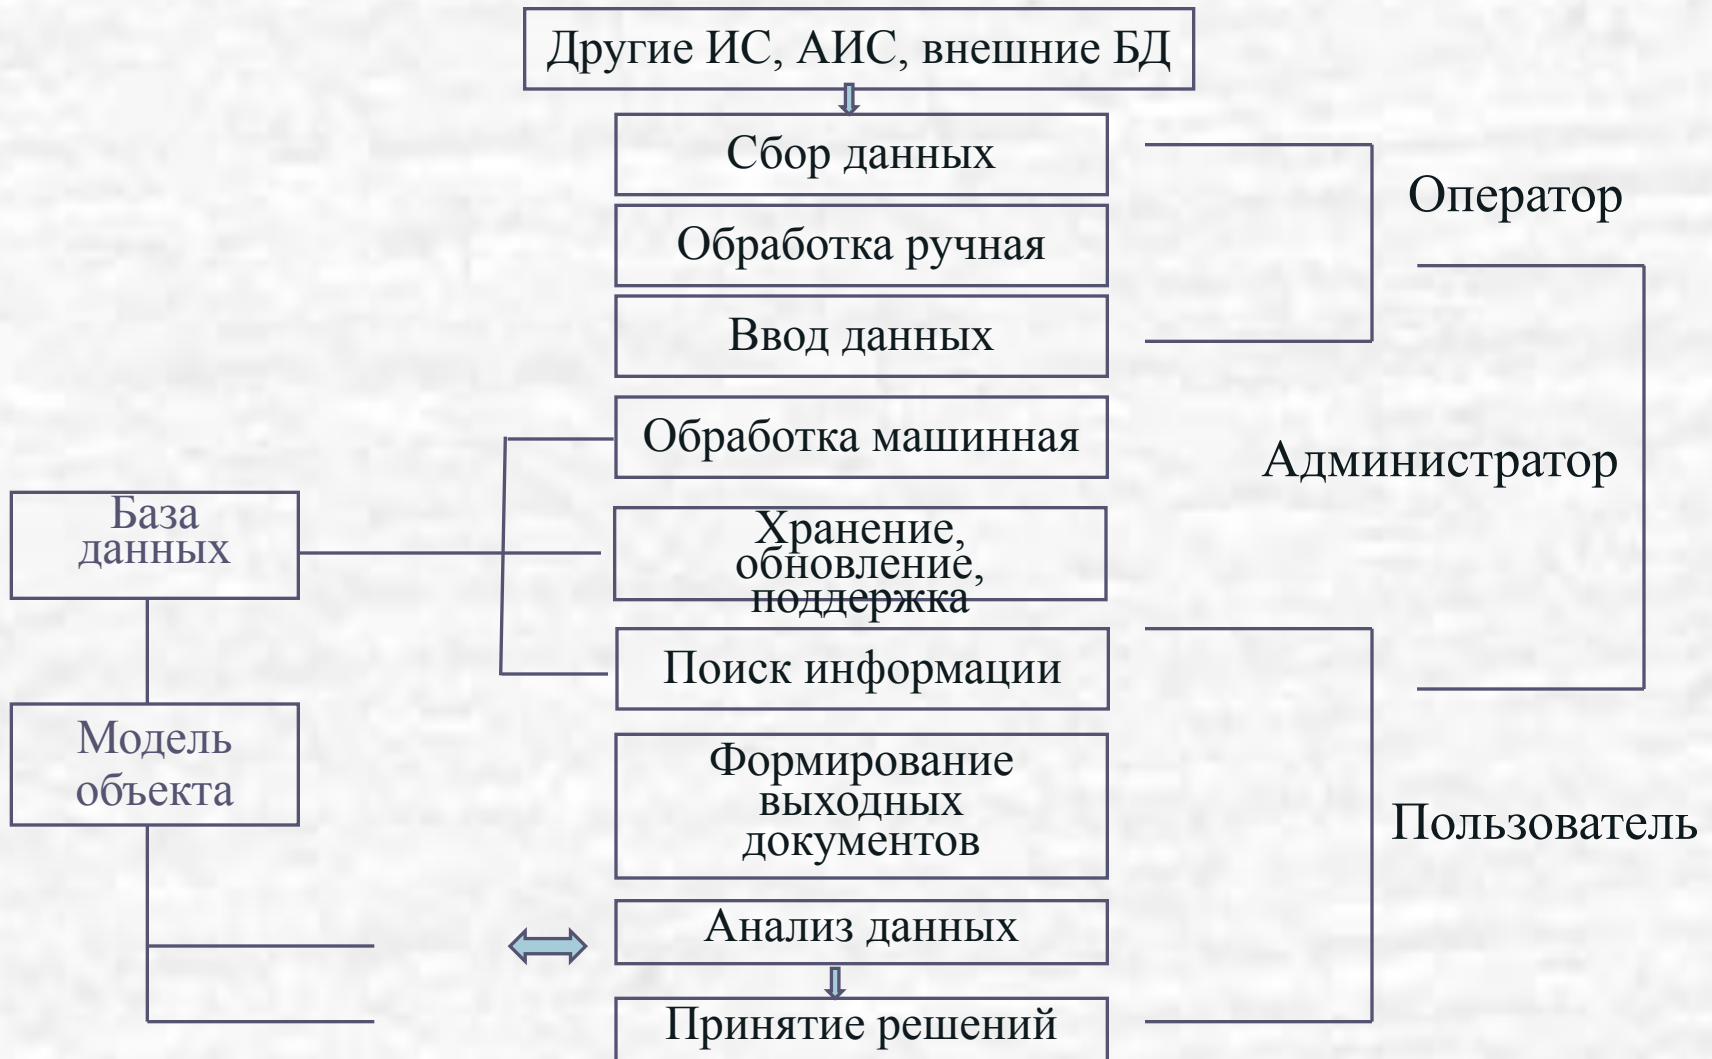 Другие ИС, АИС, внешние БД
Сбор данных
Оператор
Обработка ручная
Ввод данных
Обработка машинная
Администратор
База
данных
Хранение,
обновление,
поддержка
Поиск информации
Модель
объекта
Формирование
выходных
документов
Пользователь
Анализ данных
Принятие решений